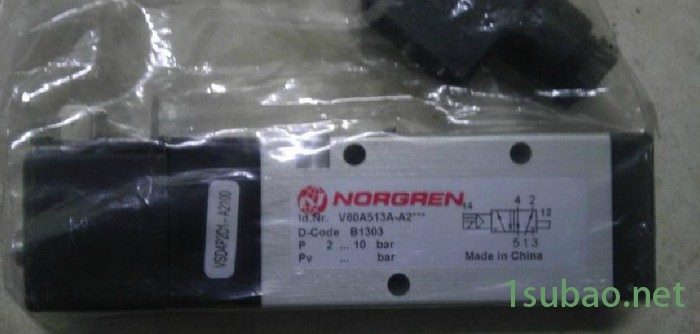 NORGREN
Id.Nr. V60A513A-A2***
D-Code B1303
P 2 ... 10 bar
Pv ... bar
14 4 2 12
5 1 3
Made in China
VSD4P2C1-A2100
1subao.net